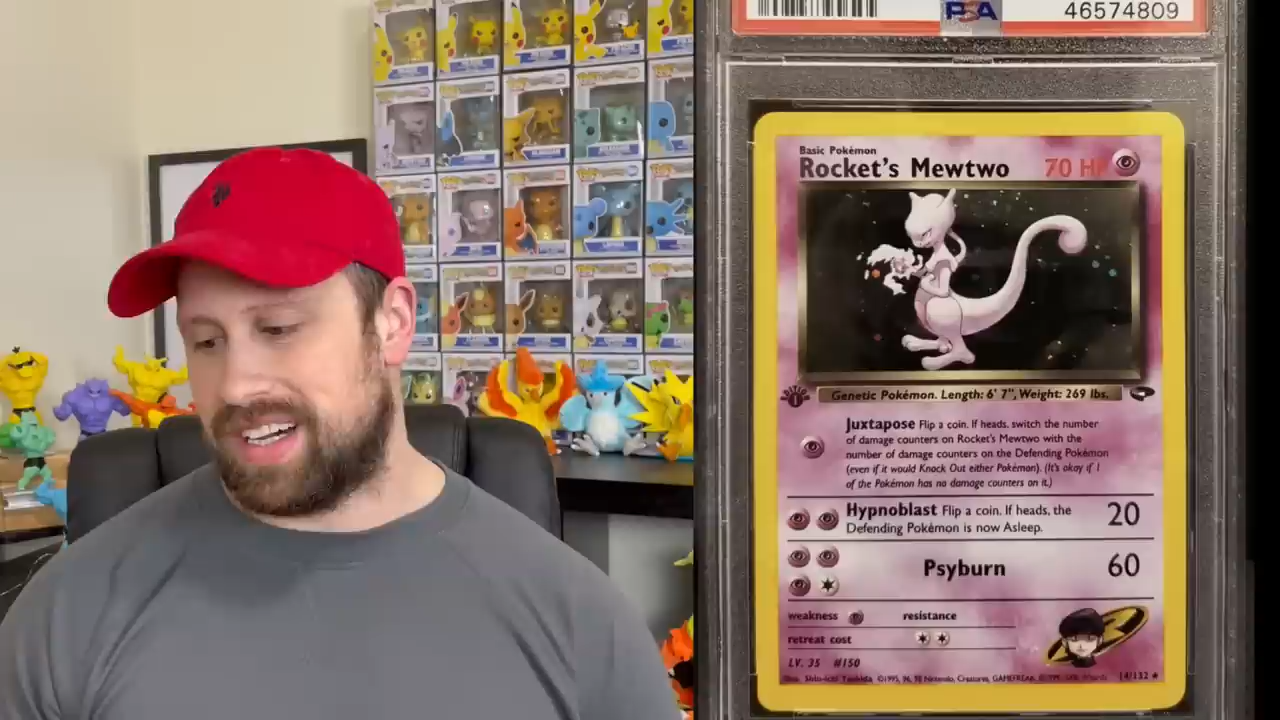 PSA
46574809
Basic Pokémon
Rocket's Mewtwo 70 HP
EDITION
1
Genetic Pokémon. Length: 6' 7", Weight: 269 lbs.
Juxtapose Flip a coin. If heads, switch the number
of damage counters on Rocket's Mewtwo with the
number of damage counters on the Defending Pokémon
(even if it would Knock Out either Pokémon). (It's okay if 1
of the Pokémon has no damage counters on it.)
Hypnoblast Flip a coin. If heads, the
Defending Pokémon is now Asleep.
20
Psyburn
60
weakness
resistance
retreat cost
LV. 35 #150
14/132